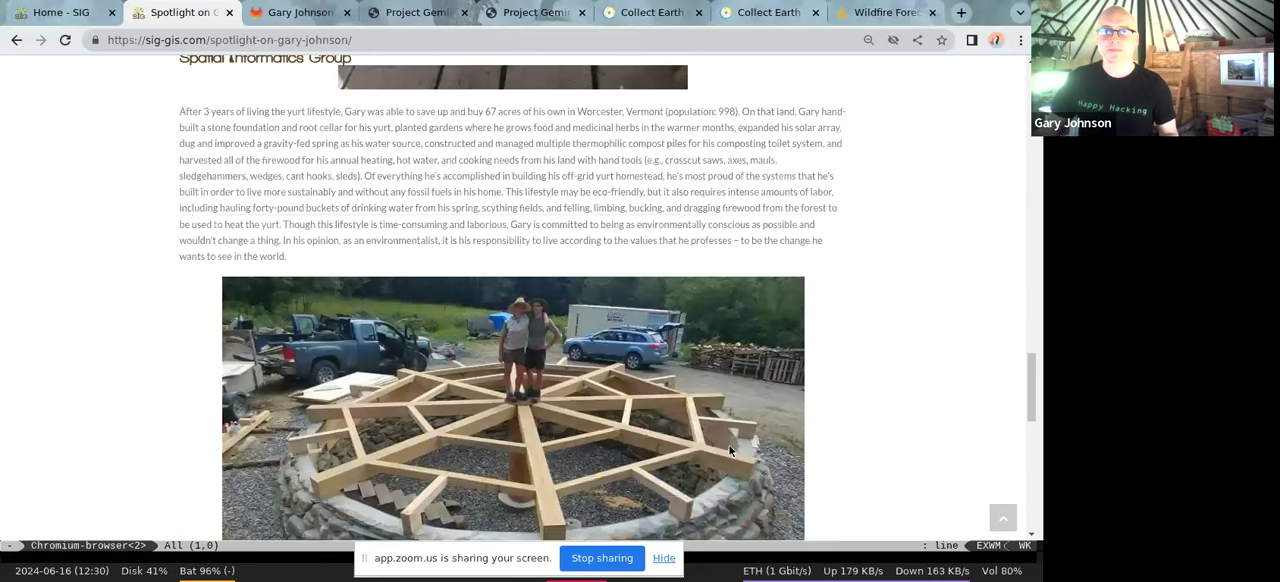 Home - SIG
Spotlight on G
Gary Johnson
Project Gemi
Project Gemin
Collect Earth
Collect Earth
Wildfire Forec
https://sig-gis.com/spotlight-on-gary-johnson/
Happy Hacking
Gary Johnson
Spatial Informatics Group
After 3 years of living the yurt lifestyle, Gary was able to save up and buy 67 acres of his own in Worcester, Vermont (population: 998). On that land, Gary hand-
built a stone foundation and root cellar for his yurt, planted gardens where he grows food and medicinal herbs in the warmer months, expanded his solar array,
dug and improved a gravity-fed spring as his water source, constructed and managed multiple thermophilic compost piles for his composting toilet system, and
harvested all of the firewood for his annual heating, hot water, and cooking needs from his land with hand tools (e.g., crosscut saws, axes, mauls,
sledgehammers, wedges, cant hooks, sleds). Of everything he's accomplished in building his off-grid yurt homestead, he's most proud of the systems that he's
built in order to live more sustainably and without any fossil fuels in his home. This lifestyle may be eco-friendly, but it also requires intense amounts of labor,
including hauling forty-pound buckets of drinking water from his spring, scything fields, and felling, limbing, bucking, and dragging firewood from the forest to
be used to heat the yurt. Though this lifestyle is time-consuming and laborious, Gary is committed to being as environmentally conscious as possible and
wouldn't change a thing. In his opinion, as an environmentalist, it is his responsibility to live according to the values that he professes – to be the change he
wants to see in the world.
- Chromium-browser<2> All (1,0) : line EXWM WK
app.zoom.us is sharing your screen. Stop sharing Hide
2024-06-16 (12:30) Disk 41% Bat 96% (-) ETH (1 Gbit/s) Up 179 KB/s Down 163 KB/s Vol 80%